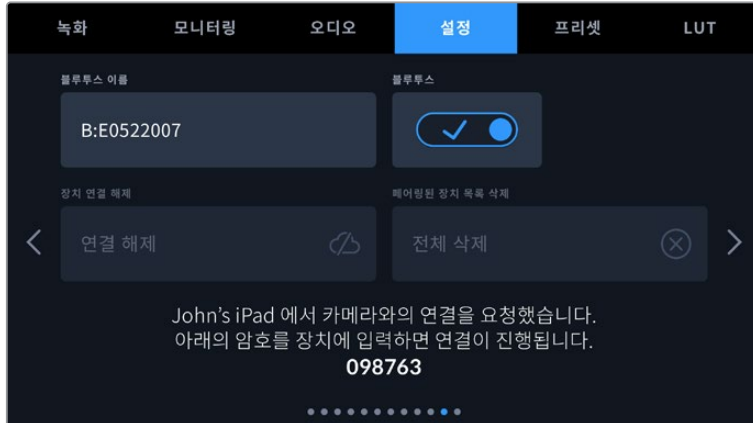 녹화 모니터링 오디오 설정 프리셋 LUT
블루투스 이름 블루투스
B:E0522007
장치 연결 해제 페어링된 장치 목록 삭제
연결 해제 전체 삭제
John's iPad 에서 카메라와의 연결을 요청했습니다.
아래의 암호를 장치에 입력하면 연결이 진행됩니다.
098763